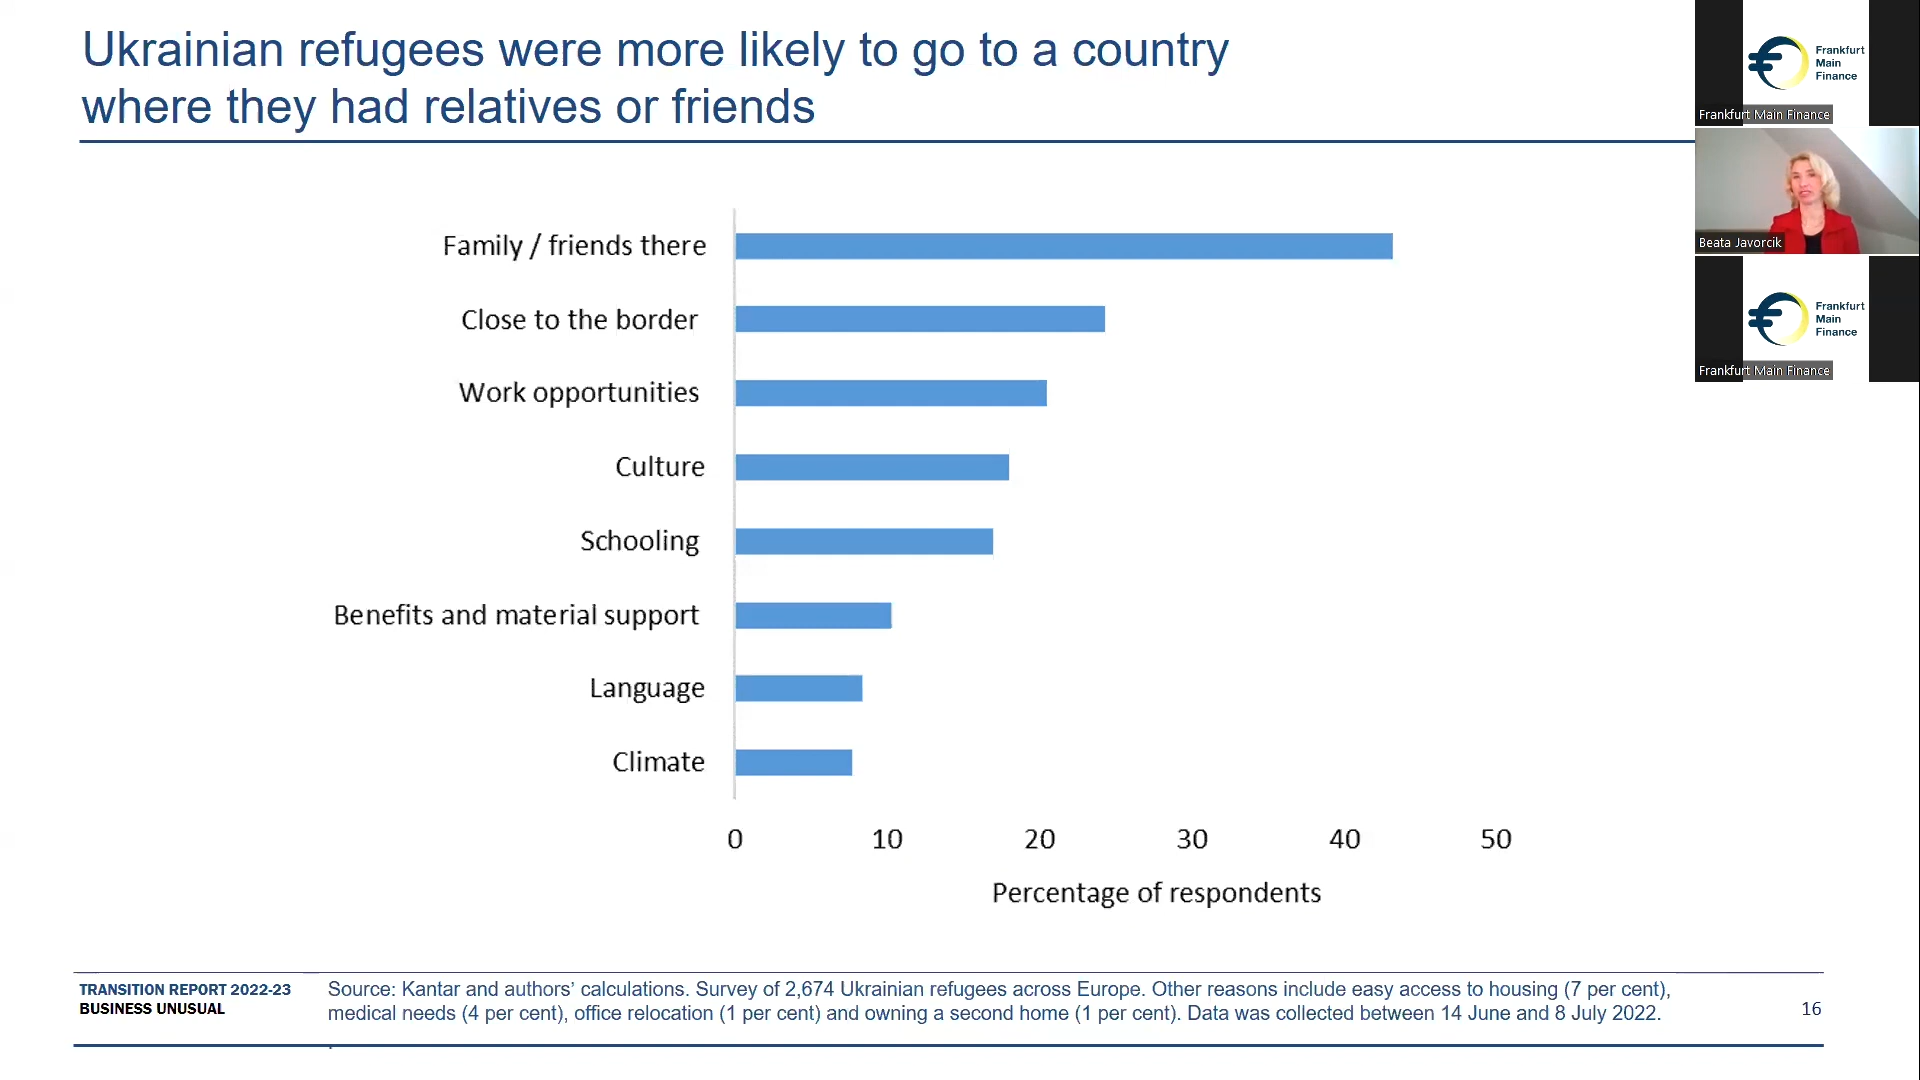 Ukrainian refugees were more likely to go to a country
where they had relatives or friends
Family / friends there
Close to the border
Work opportunities
Culture
Schooling
Benefits and material support
Language
Climate
0 10 20 30 40 50
Percentage of respondents
TRANSITION REPORT 2022-23
BUSINESS UNUSUAL
Source: Kantar and authors’ calculations. Survey of 2,674 Ukrainian refugees across Europe. Other reasons include easy access to housing (7 per cent),
medical needs (4 per cent), office relocation (1 per cent) and owning a second home (1 per cent). Data was collected between 14 June and 8 July 2022.
16
Frankfurt
Main
Finance
Frankfurt Main Finance
Beata Javorcik
Frankfurt
Main
Finance
Frankfurt Main Finance